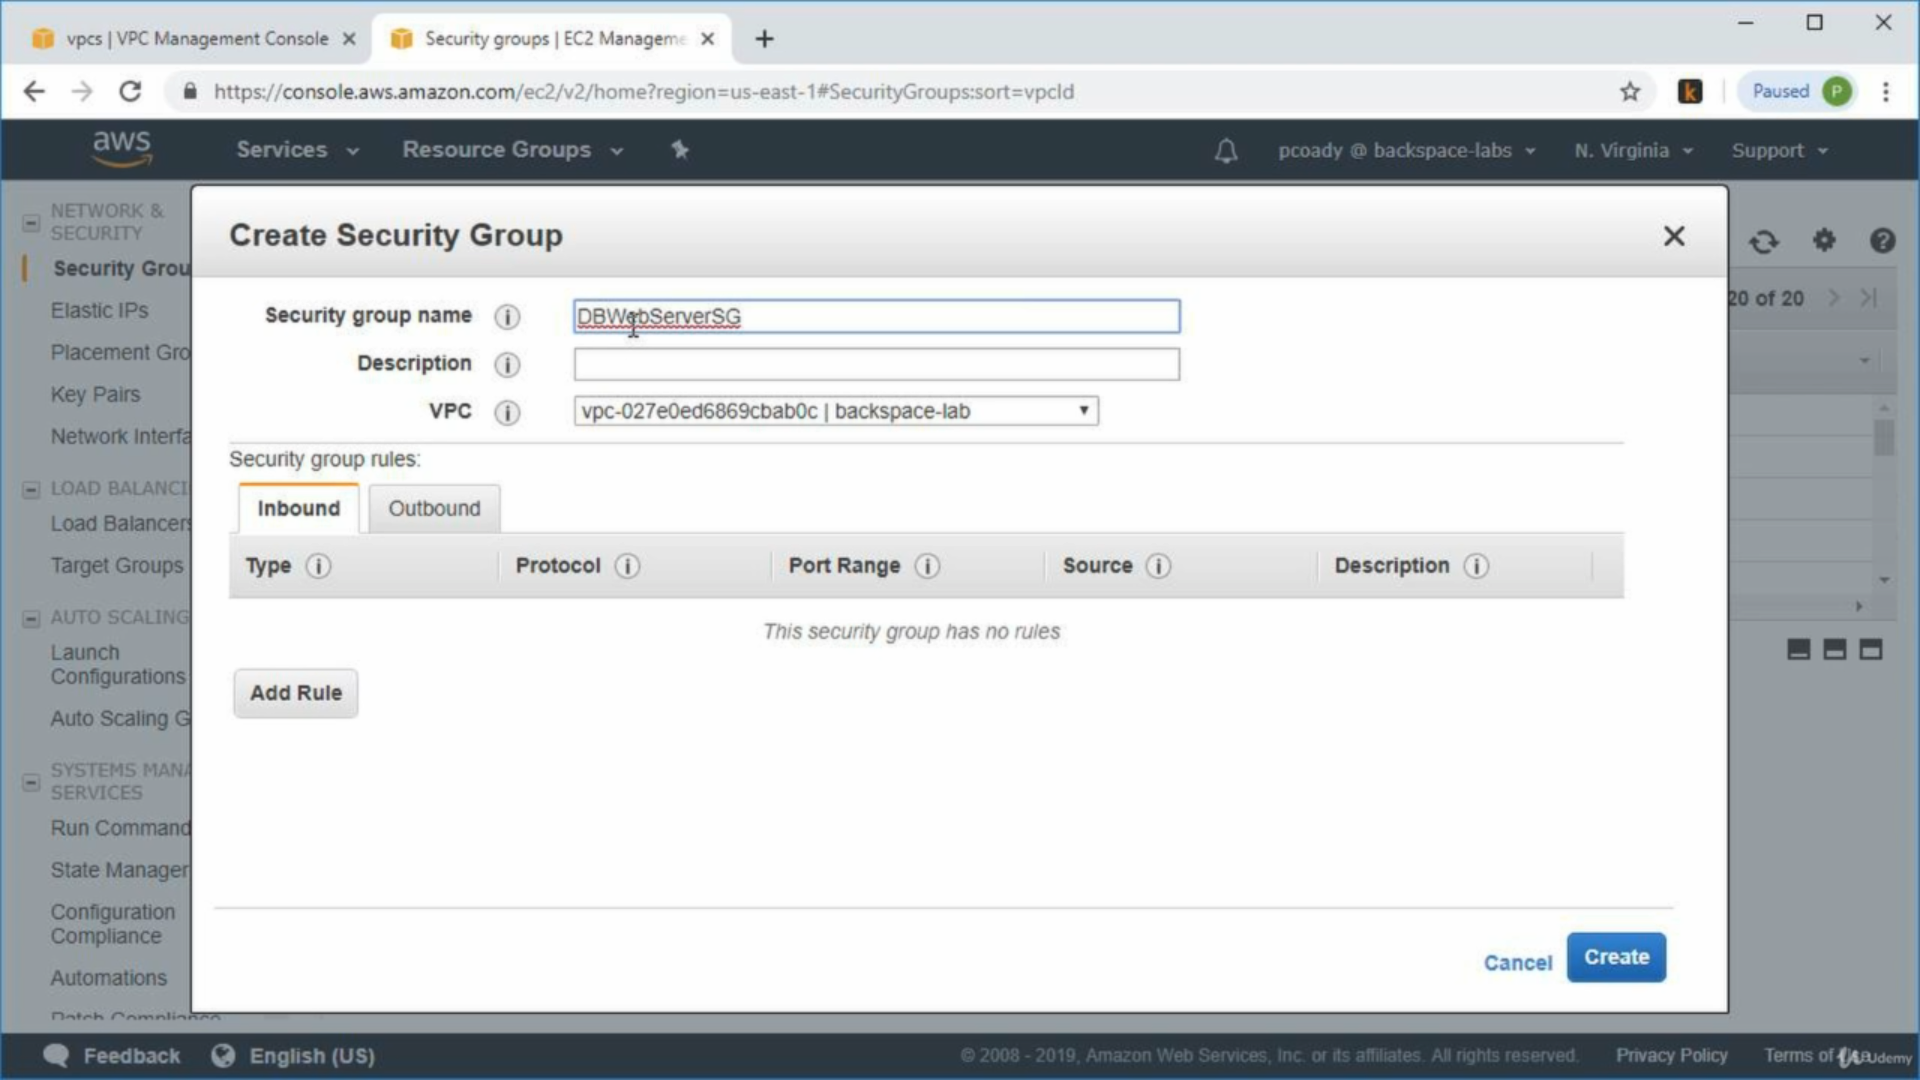 vpcs | VPC Management Console
Security groups | EC2 Manageme
https://console.aws.amazon.com/ec2/v2/home?region=us-east-1#SecurityGroups:sort=vpcId
k
Paused P
aws Services Resource Groups pcoady @ backspace-labs N. Virginia Support
NETWORK &
SECURITY
Security Grou
Elastic IPs
Placement Gro
Key Pairs
Network Interfa
LOAD BALANCI
Load Balancers
Target Groups
AUTO SCALING
Launch
Configurations
Auto Scaling G
SYSTEMS MANA
SERVICES
Run Command
State Manager
Configuration
Compliance
Automations
Patch Compliance
20 of 20
Create Security Group
Security group name i DBWebServerSG
Description i
VPC i vpc-027e0ed6869cbab0c | backspace-lab
Security group rules:
Inbound Outbound
Type i Protocol i Port Range i Source i Description i
This security group has no rules
Add Rule
Cancel Create
Feedback English (US) © 2008 - 2019, Amazon Web Services, Inc. or its affiliates. All rights reserved. Privacy Policy Terms of
Udemy